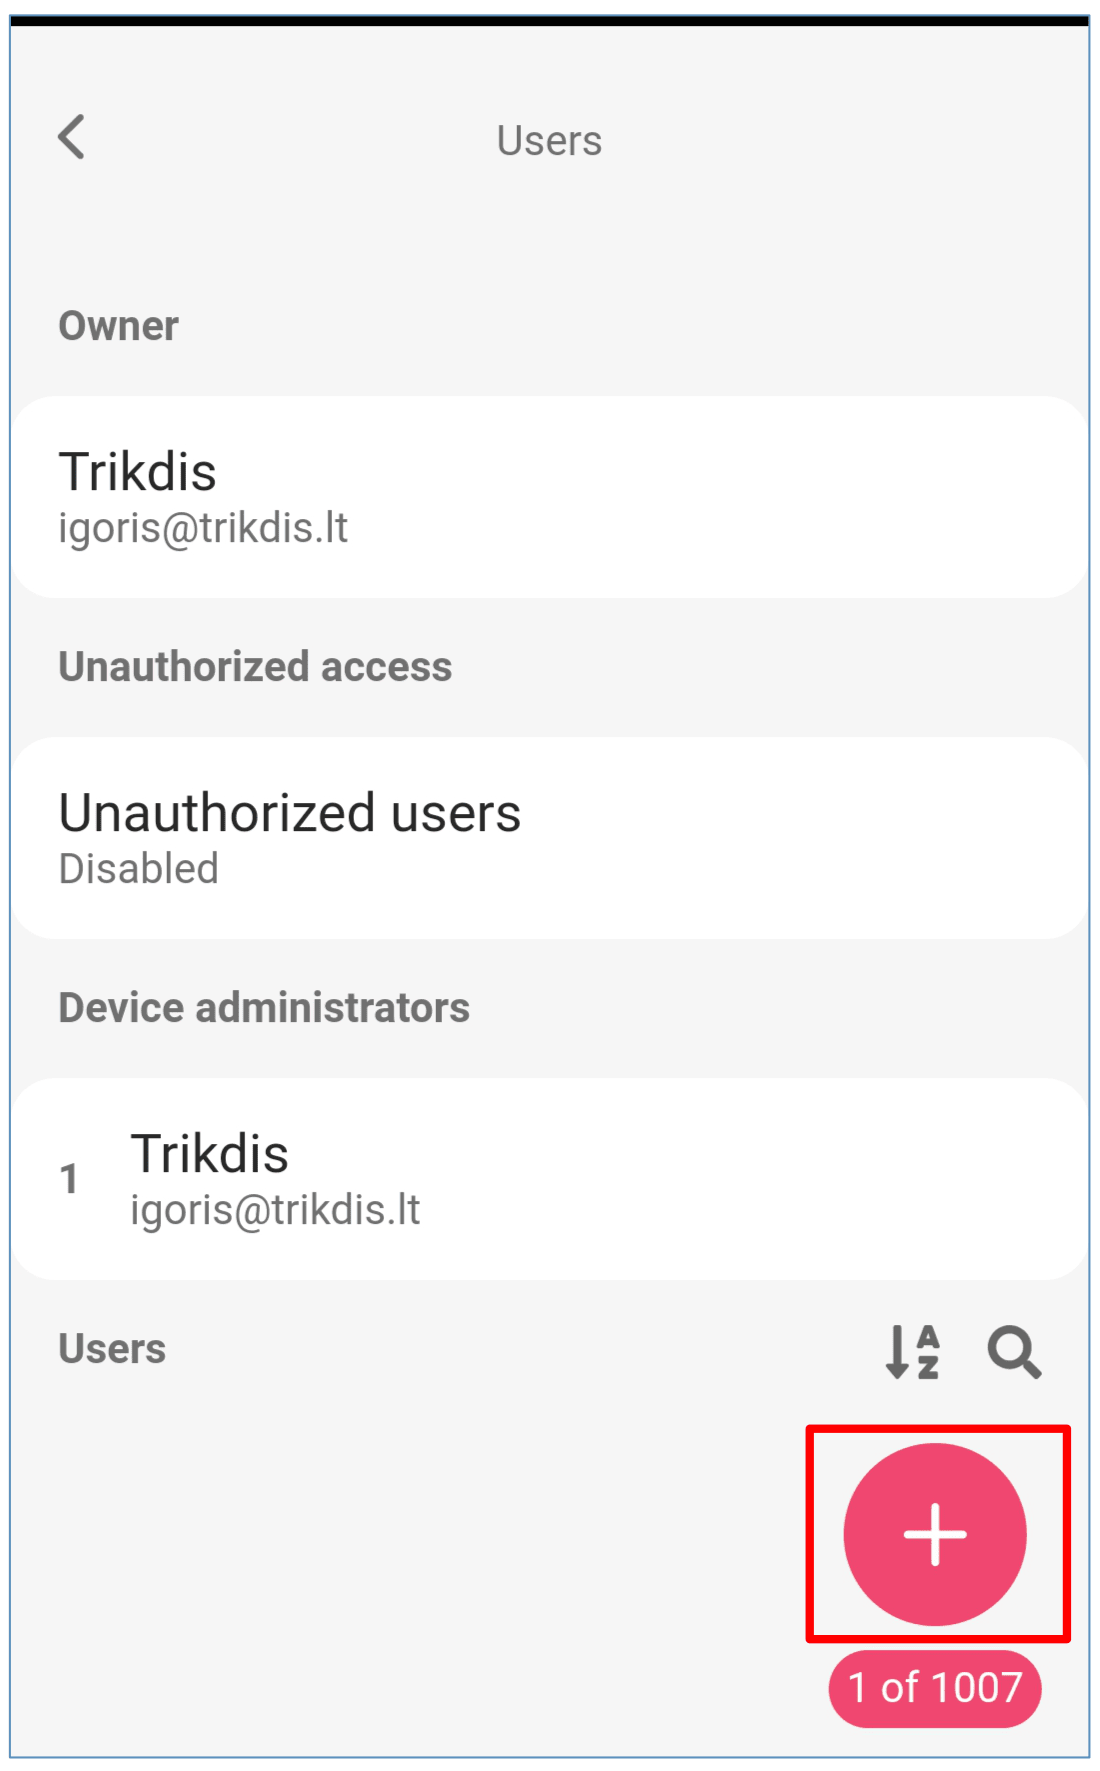 Users
Owner
Trikdis
igoris@trikdis.lt
Unauthorized access
Unauthorized users
Disabled
Device administrators
1
Trikdis
igoris@trikdis.lt
Users
A
Z
1 of 1007